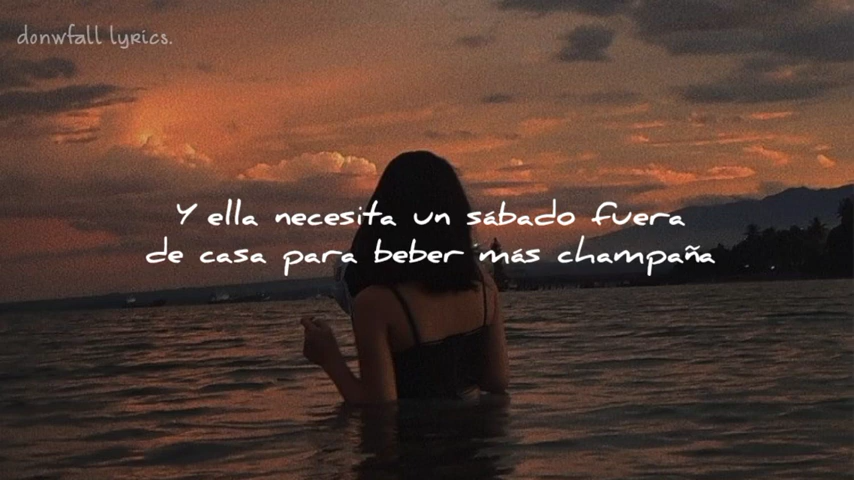 donwfall lyrics.
Y ella necesita un sábado fuera
de casa para beber más champaña